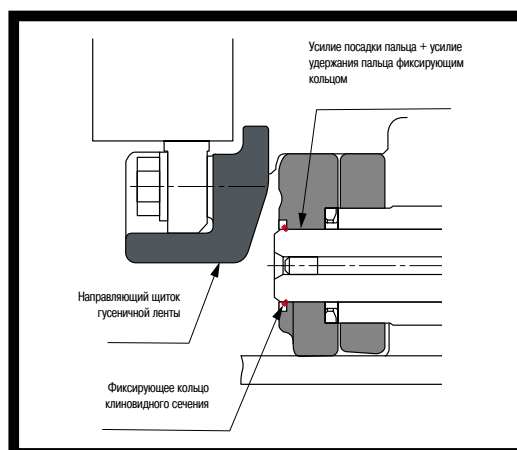 Усилие посадки пальца + усилие
удержания пальца фиксирующим
кольцом
Направляющий щиток
гусеничной ленты
Фиксирующее кольцо
клиновидного сечения